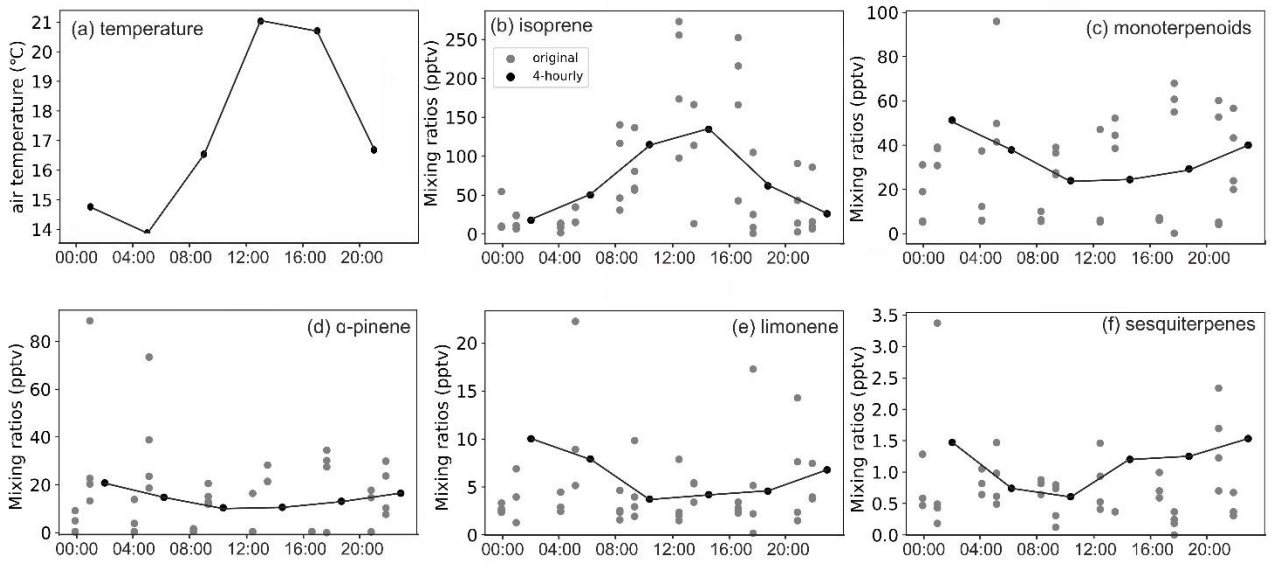 (a) temperature
air temperature (℃)
21
20
19
18
17
16
15
14
00:00 04:00 08:00 12:00 16:00 20:00
(b) isoprene
original
4-hourly
Mixing ratios (pptv)
250
200
150
100
50
0
00:00 04:00 08:00 12:00 16:00 20:00
(c) monoterpenoids
Mixing ratios (pptv)
100
80
60
40
20
0
00:00 04:00 08:00 12:00 16:00 20:00
(d) α-pinene
Mixing ratios (pptv)
80
60
40
20
0
00:00 04:00 08:00 12:00 16:00 20:00
(e) limonene
Mixing ratios (pptv)
20
15
10
5
0
00:00 04:00 08:00 12:00 16:00 20:00
(f) sesquiterpenes
Mixing ratios (pptv)
3.5
3.0
2.5
2.0
1.5
1.0
0.5
0.0
00:00 04:00 08:00 12:00 16:00 20:00